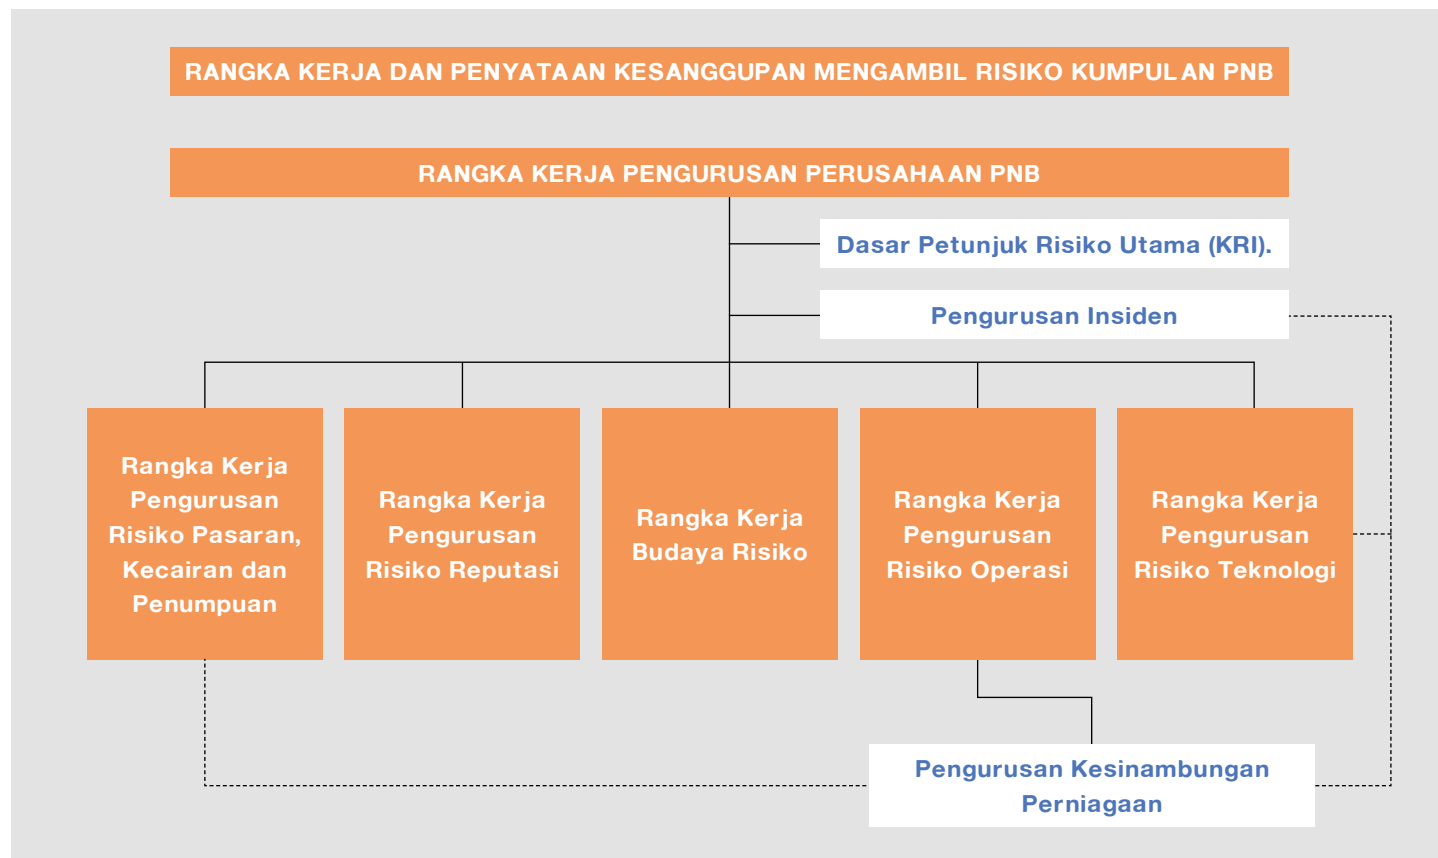 RANGKA KERJA DAN PENYATAAN KESANGGUPAN MENGAMBIL RISIKO KUMPULAN PNB
RANGKA KERJA PENGURUSAN PERUSAHAAN PNB
Dasar Petunjuk Risiko Utama (KRI).
Pengurusan Insiden
Rangka Kerja
Pengurusan
Risiko Pasaran,
Kecairan dan
Penumpuan
Rangka Kerja
Pengurusan
Risiko Reputasi
Rangka Kerja
Budaya Risiko
Rangka Kerja
Pengurusan
Risiko Operasi
Rangka Kerja
Pengurusan
Risiko Teknologi
Pengurusan Kesinambungan
Perniagaan